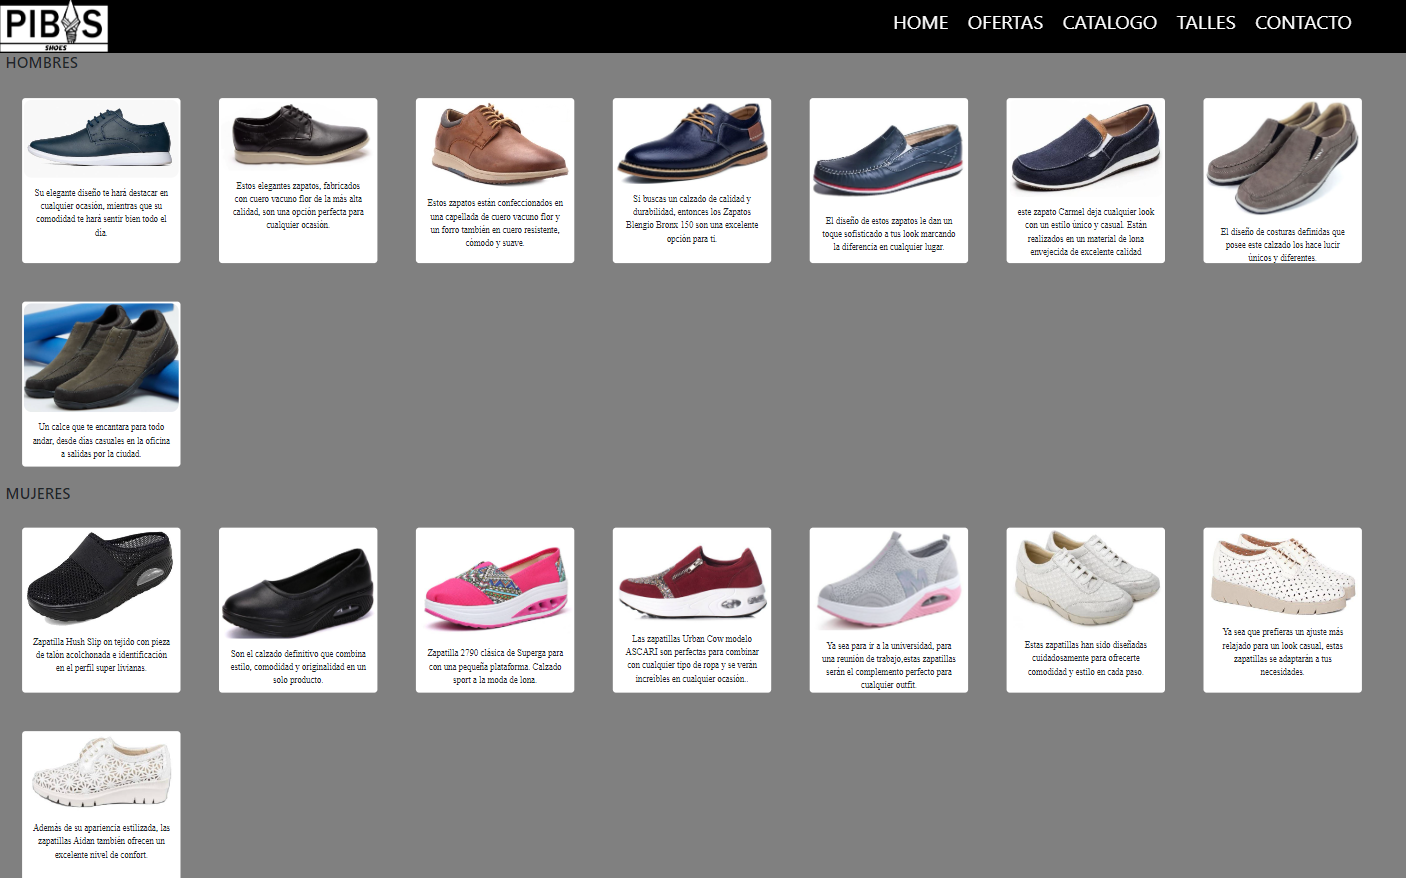 PIBAS
SHOES
HOME OFERTAS CATALOGO TALLES CONTACTO
HOMBRES
Su elegante diseño te hará destacar en
cualquier ocasión, mientras que su
comodidad te hará sentir bien todo el
día.
Estos elegantes zapatos, fabricados
con cuero vacuno flor de la más alta
calidad, son una opción perfecta para
cualquier ocasión.
Estos zapatos están confeccionados en
una capellada de cuero vacuno flor y
un forro también en cuero resistente,
cómodo y suave.
Si buscas un calzado de calidad y
durabilidad, entonces los Zapatos
Blengio Bronx 150 son una excelente
opción para ti.
El diseño de estos zapatos le dan un
toque sofisticado a tus look marcando
la diferencia en cualquier lugar.
este zapato Carmel deja cualquier look
con un estilo único y casual. Están
realizados en un material de lona
envejecida de excelente calidad
El diseño de costuras definidas que
posee este calzado los hace lucir
únicos y diferentes.
Un calce que te encantara para todo
andar, desde días casuales en la oficina
a salidas por la ciudad.
MUJERES
Zapatilla Hush Slip on tejido con pieza
de talón acolchonada e identificación
en el perfil super livianas.
Son el calzado definitivo que combina
estilo, comodidad y originalidad en un
solo producto.
Zapatilla 2790 clásica de Superga para
con una pequeña plataforma. Calzado
sport a la moda de lona.
Las zapatillas Urban Cow modelo
ASCARI son perfectas para combinar
con cualquier tipo de ropa y se verán
increíbles en cualquier ocasión..
Ya sea para ir a la universidad, para
una reunión de trabajo,estas zapatillas
serán el complemento perfecto para
cualquier outfit.
Estas zapatillas han sido diseñadas
cuidadosamente para ofrecerte
comodidad y estilo en cada paso.
Ya sea que prefieras un ajuste más
relajado para un look casual, estas
zapatillas se adaptarán a tus
necesidades.
Además de su apariencia estilizada, las
zapatillas Aidan también ofrecen un
excelente nivel de confort.